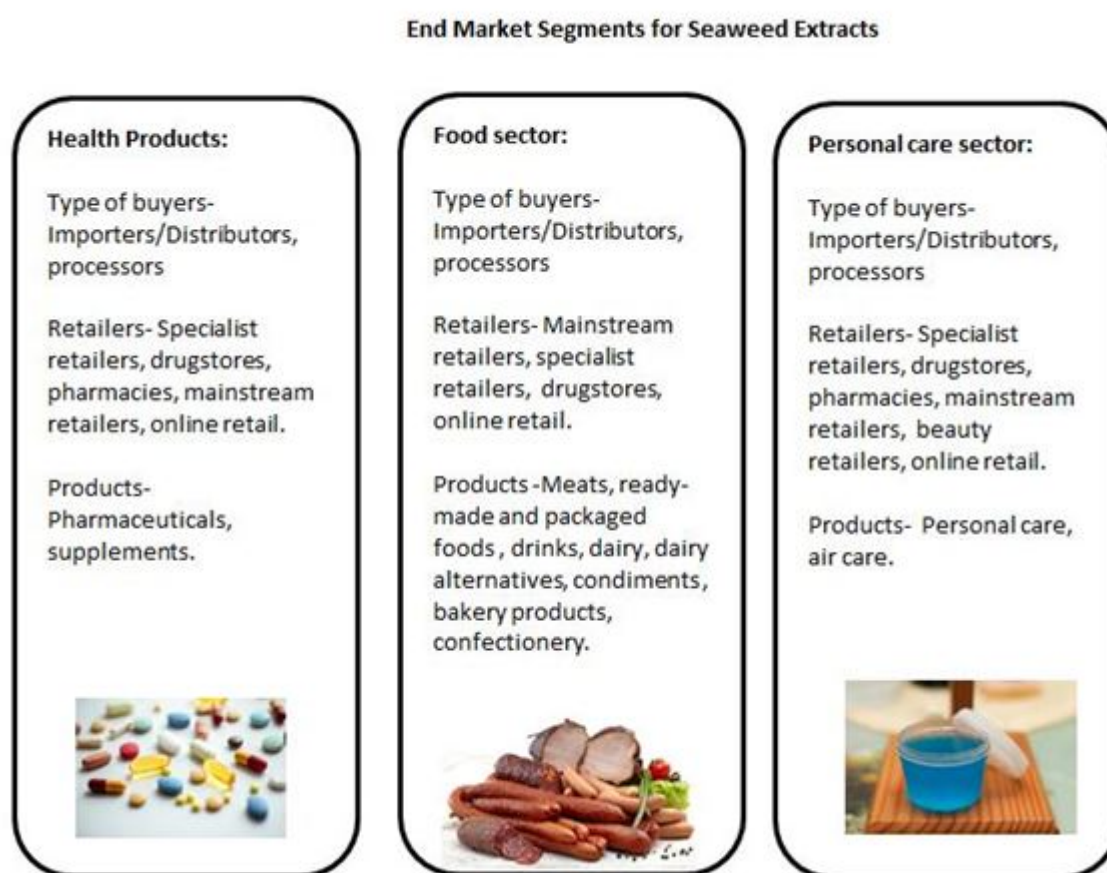 End Market Segments for Seaweed Extracts
Health Products:
Type of buyers-
Importers/Distributors,
processors
Retailers- Specialist
retailers, drugstores,
pharmacies, mainstream
retailers, online retail.
Products-
Pharmaceuticals,
supplements.
Food sector:
Type of buyers-
Importers/Distributors,
processors
Retailers- Mainstream
retailers, specialist
retailers, drugstores,
online retail.
Products -Meats, ready-
made and packaged
foods , drinks, dairy, dairy
alternatives, condiments,
bakery products,
confectionery.
Personal care sector:
Type of buyers-
Importers/Distributors,
processors
Retailers- Specialist
retailers, drugstores,
pharmacies, mainstream
retailers, beauty
retailers, online retail.
Products- Personal care,
air care.